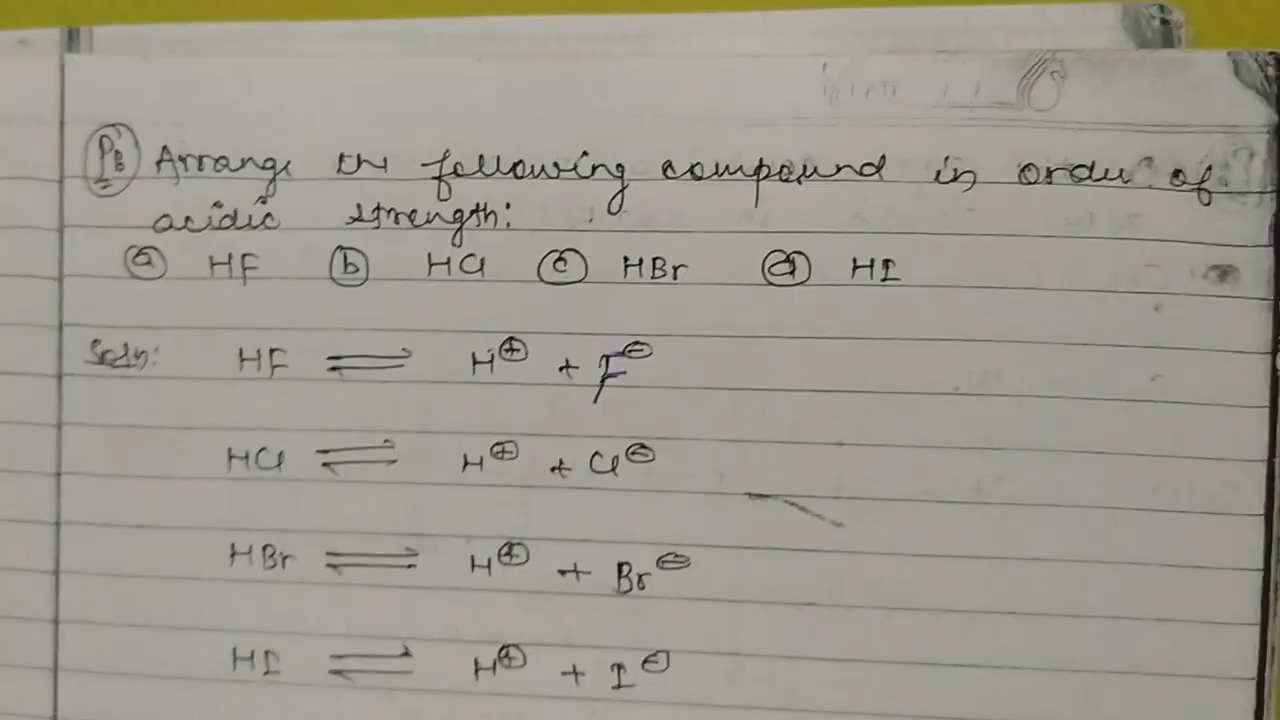 P: Arrange the following compound in order of
acidic strength:
ⓐ HF ⓑ HCl ⓒ HBr ⓓ HI
Soln: HF ⇌ H⊕ + F⊖
HCl ⇌ H⊕ + Cl⊖
HBr ⇌ H⊕ + Br⊖
HI ⇌ H⊕ + I⊖